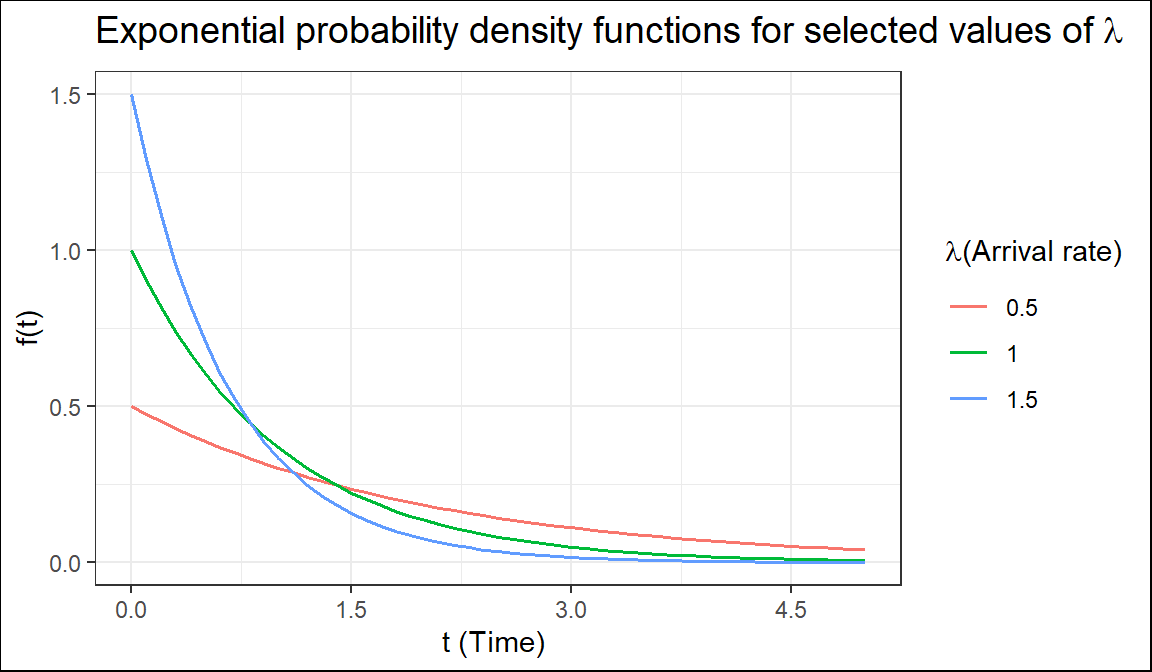 Exponential probability density functions for selected values of λ
1.5
1.0
0.5
0.0
f(t)
0.0 1.5 3.0 4.5
t (Time)
λ(Arrival rate)
0.5
1
1.5